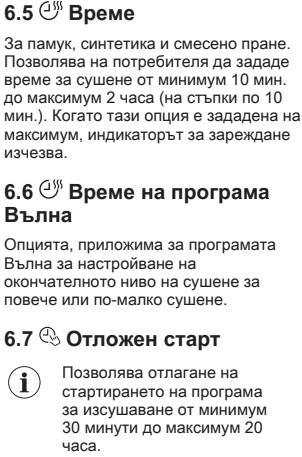 6.5 Време
За памук, синтетика и смесено пране.
Позволява на потребителя да зададе
време за сушене от минимум 10 мин.
до максимум 2 часа (на стъпки по 10
мин.). Когато тази опция е зададена на
максимум, индикаторът за зареждане
изчезва.
6.6 Време на програма
Вълна
Опцията, приложима за програмата
Вълна за настройване на
окончателното ниво на сушене за
повече или по-малко сушене.
6.7 Отложен старт
Позволява отлагане на
стартирането на програма
за изсушаване от минимум
30 минути до максимум 20
часа.